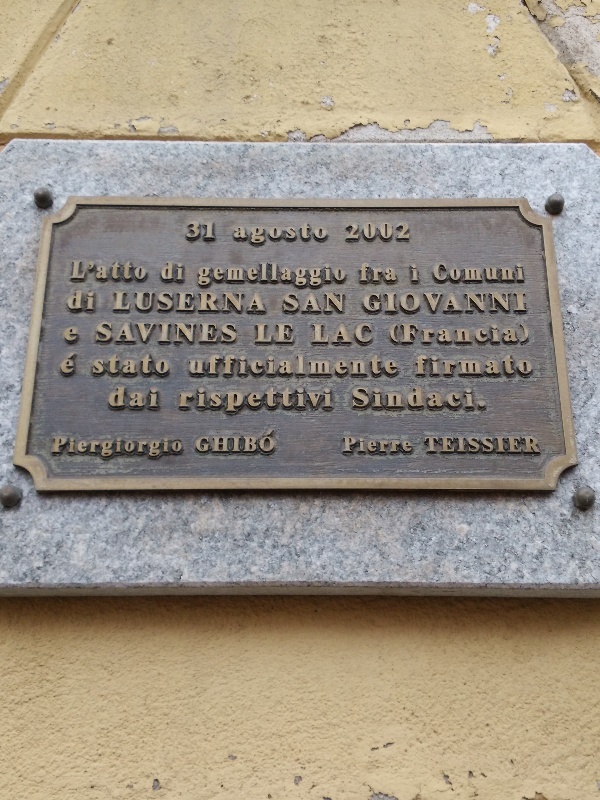 31 agosto 2002
L'atto di gemellaggio fra i Comuni
di LUSERNA SAN GIOVANNI
e SAVINES LE LAC (Francia)
é stato ufficialmente firmato
dai rispettivi Sindaci.
Piergiorgio GHIBÓ Pierre TEISSIER